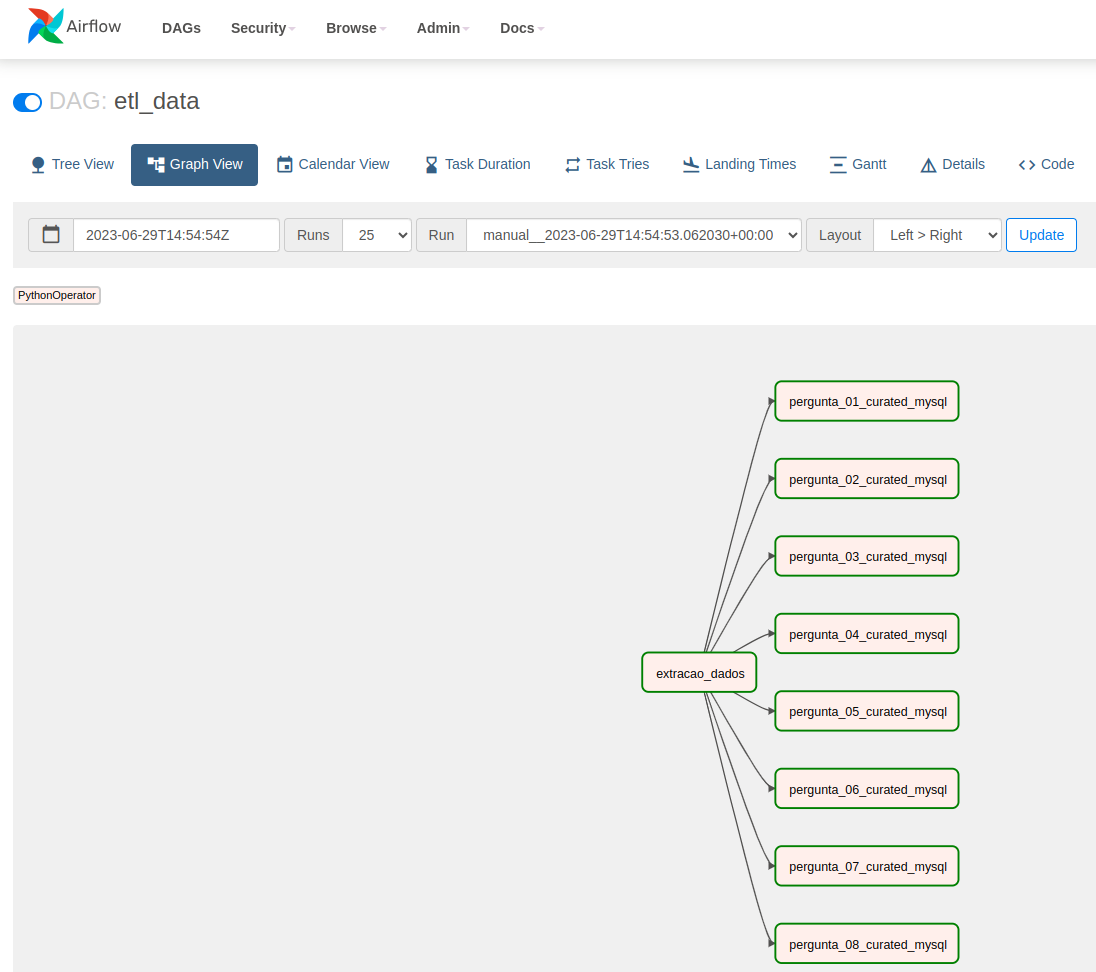 Airflow DAGs Security Browse Admin Docs
DAG: etl_data
Tree View Graph View Calendar View Task Duration Task Tries Landing Times Gantt Details Code
2023-06-29T14:54:54Z Runs 25 Run manual__2023-06-29T14:54:53.062030+00:00 Layout Left > Right Update
PythonOperator
pergunta_01_curated_mysql
pergunta_02_curated_mysql
pergunta_03_curated_mysql
pergunta_04_curated_mysql
extracao_dados
pergunta_05_curated_mysql
pergunta_06_curated_mysql
pergunta_07_curated_mysql
pergunta_08_curated_mysql